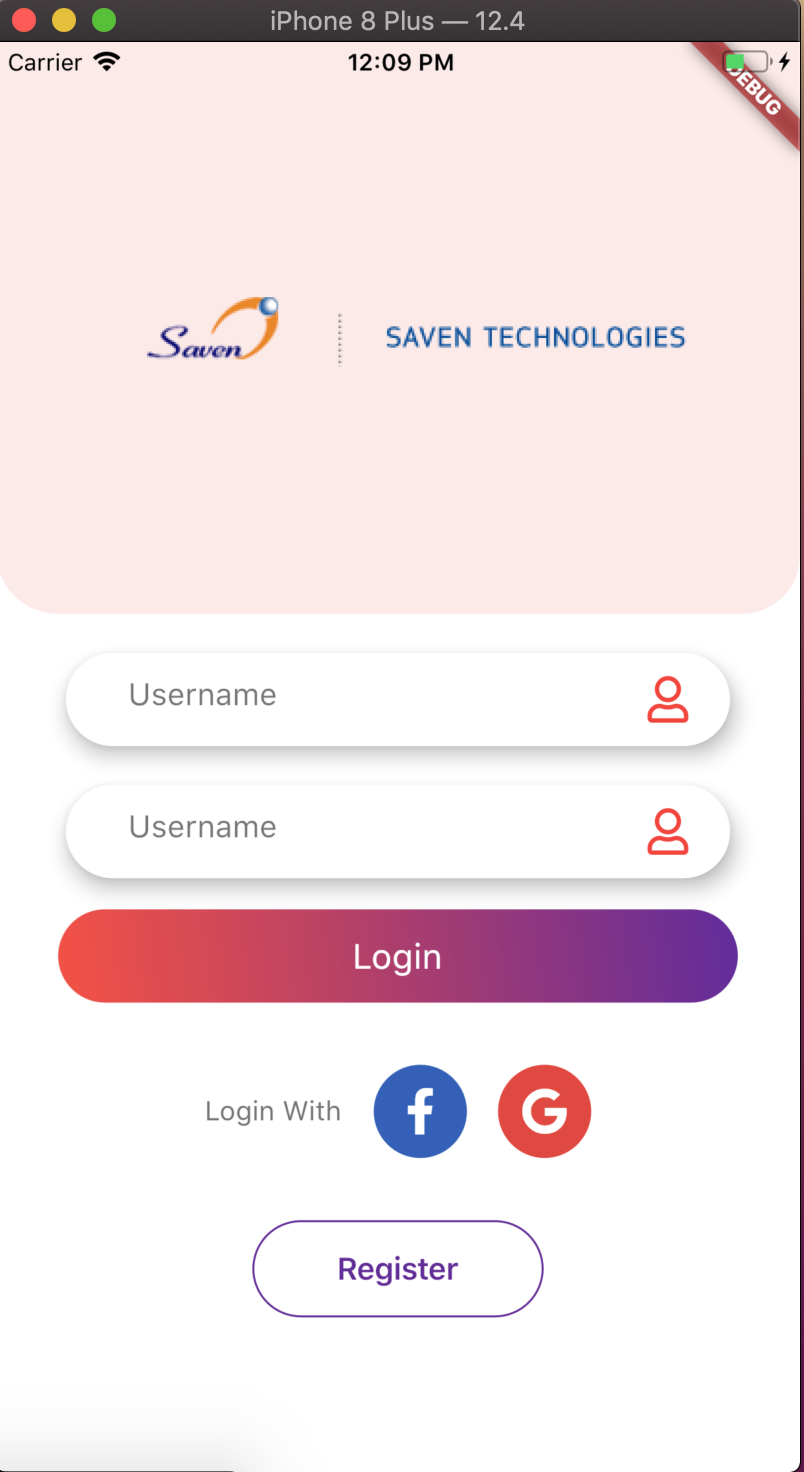 iPhone 8 Plus — 12.4
Carrier 12:09 PM
DEBUG
Saven
SAVEN TECHNOLOGIES
Username
Username
Login
Login With f G
Register